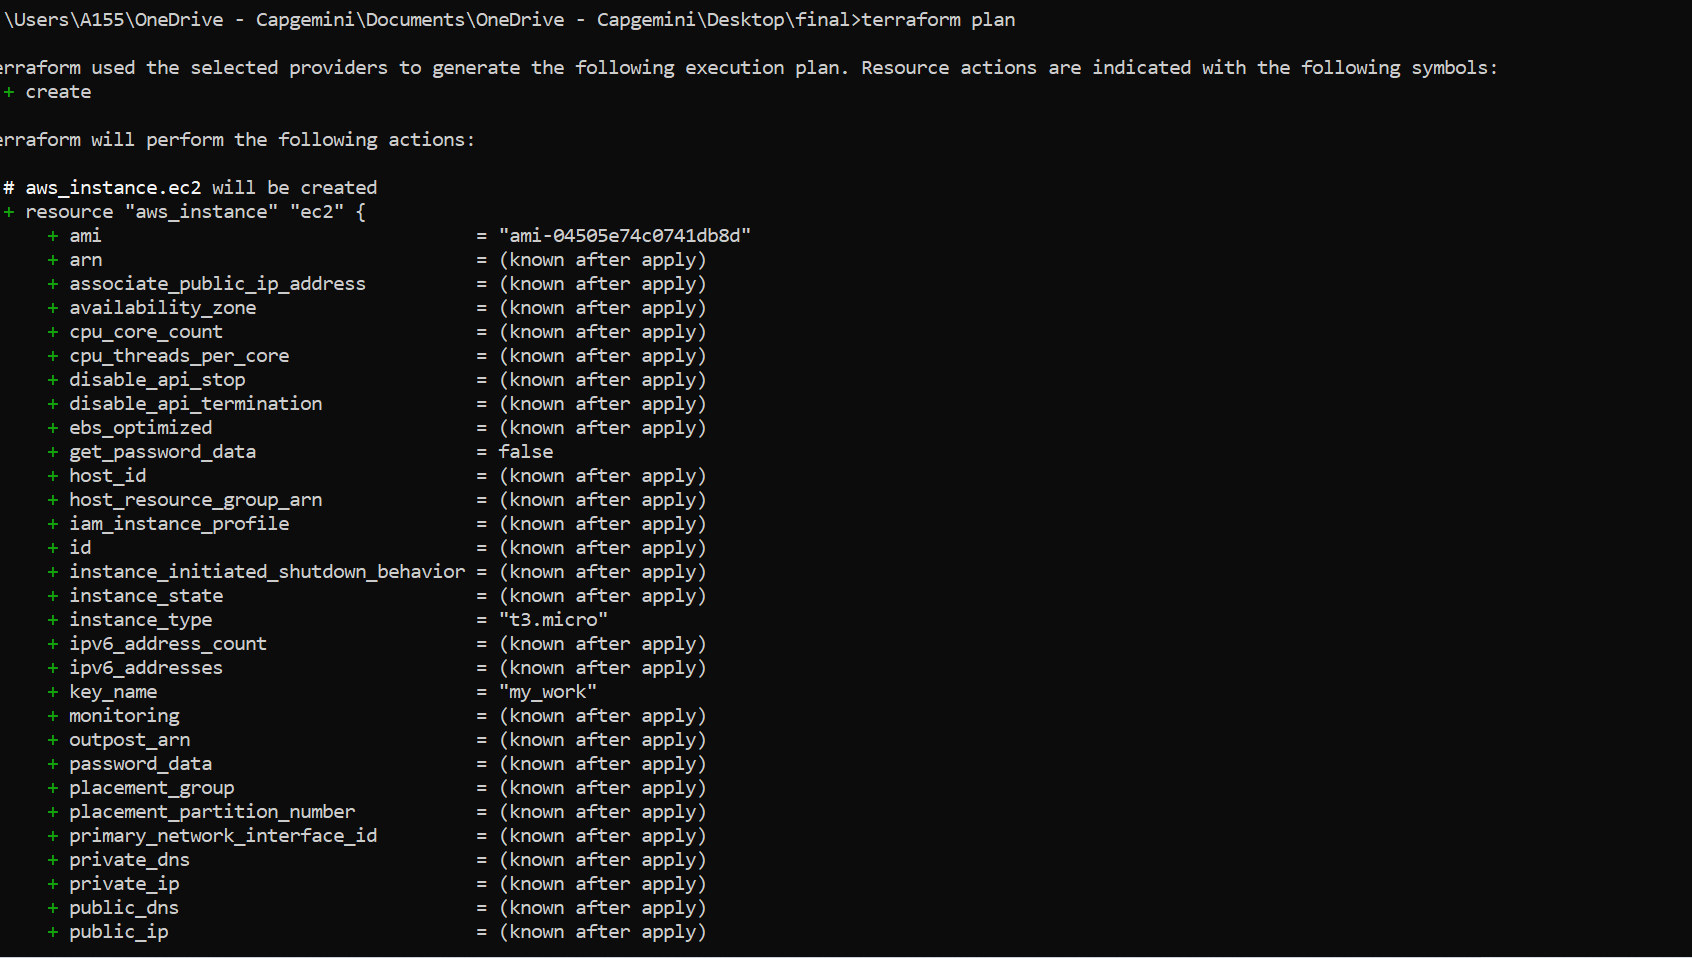 \Users\A155\OneDrive - Capgemini\Documents\OneDrive - Capgemini\Desktop\final>terraform plan
erraform used the selected providers to generate the following execution plan. Resource actions are indicated with the following symbols:
+ create
erraform will perform the following actions:
# aws_instance.ec2 will be created
+ resource "aws_instance" "ec2" {
+ ami = "ami-04505e74c0741db8d"
+ arn = (known after apply)
+ associate_public_ip_address = (known after apply)
+ availability_zone = (known after apply)
+ cpu_core_count = (known after apply)
+ cpu_threads_per_core = (known after apply)
+ disable_api_stop = (known after apply)
+ disable_api_termination = (known after apply)
+ ebs_optimized = (known after apply)
+ get_password_data = false
+ host_id = (known after apply)
+ host_resource_group_arn = (known after apply)
+ iam_instance_profile = (known after apply)
+ id = (known after apply)
+ instance_initiated_shutdown_behavior = (known after apply)
+ instance_state = (known after apply)
+ instance_type = "t3.micro"
+ ipv6_address_count = (known after apply)
+ ipv6_addresses = (known after apply)
+ key_name = "my_work"
+ monitoring = (known after apply)
+ outpost_arn = (known after apply)
+ password_data = (known after apply)
+ placement_group = (known after apply)
+ placement_partition_number = (known after apply)
+ primary_network_interface_id = (known after apply)
+ private_dns = (known after apply)
+ private_ip = (known after apply)
+ public_dns = (known after apply)
+ public_ip = (known after apply)